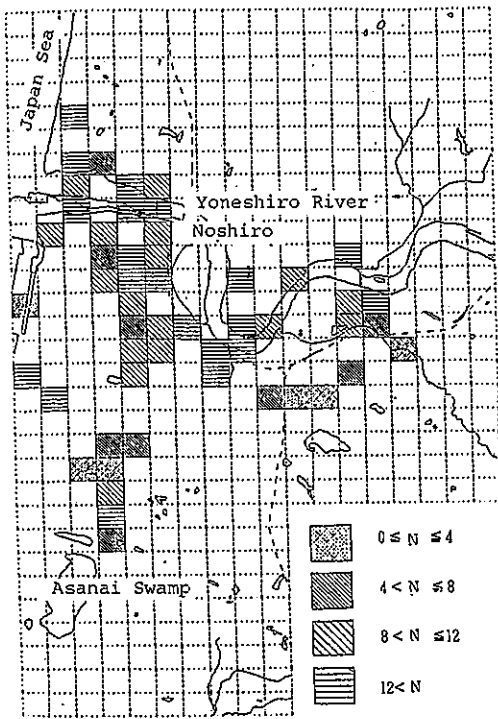 Japan Sea
Yoneshiro River
Noshiro
Asanai Swamp
0 ≤ N ≤ 4
4 < N ≤ 8
8 < N ≤ 12
12 < N